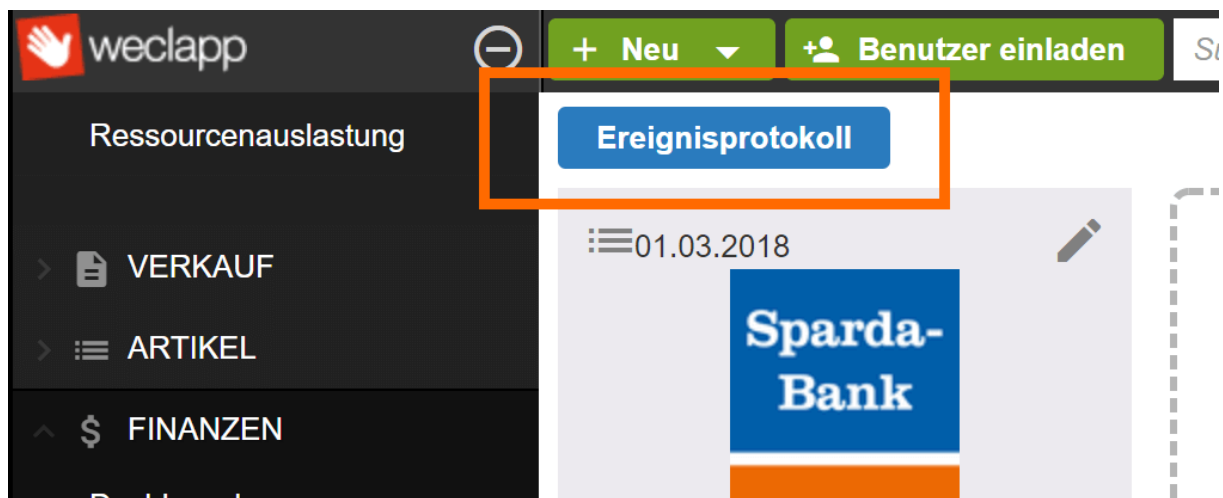 weclapp
+ Neu
Benutzer einladen
Ressourcenauslastung
Ereignisprotokoll
01.03.2018
VERKAUF
ARTIKEL
FINANZEN
Sparda-
Bank